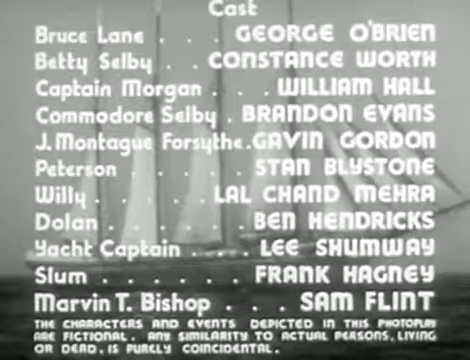 Cast
Bruce Lane . . . GEORGE O'BRIEN
Betty Selby . . CONSTANCE WORTH
Captain Morgan . . . WILLIAM HALL
Commodore Selby . BRANDON EVANS
J. Montague Forsythe . GAVIN GORDON
Peterson . . . . . STAN BLYSTONE
Willy . . . . . LAL CHAND MEHRA
Dolan . . . . . . BEN HENDRICKS
Yacht Captain . . . . LEE SHUMWAY
Slum . . . . . . FRANK HAGNEY
Marvin T. Bishop . . . SAM FLINT
THE CHARACTERS AND EVENTS DEPICTED IN THIS PHOTOPLAY
ARE FICTIONAL. ANY SIMILARITY TO ACTUAL PERSONS, LIVING
OR DEAD, IS PURELY COINCIDENTAL.